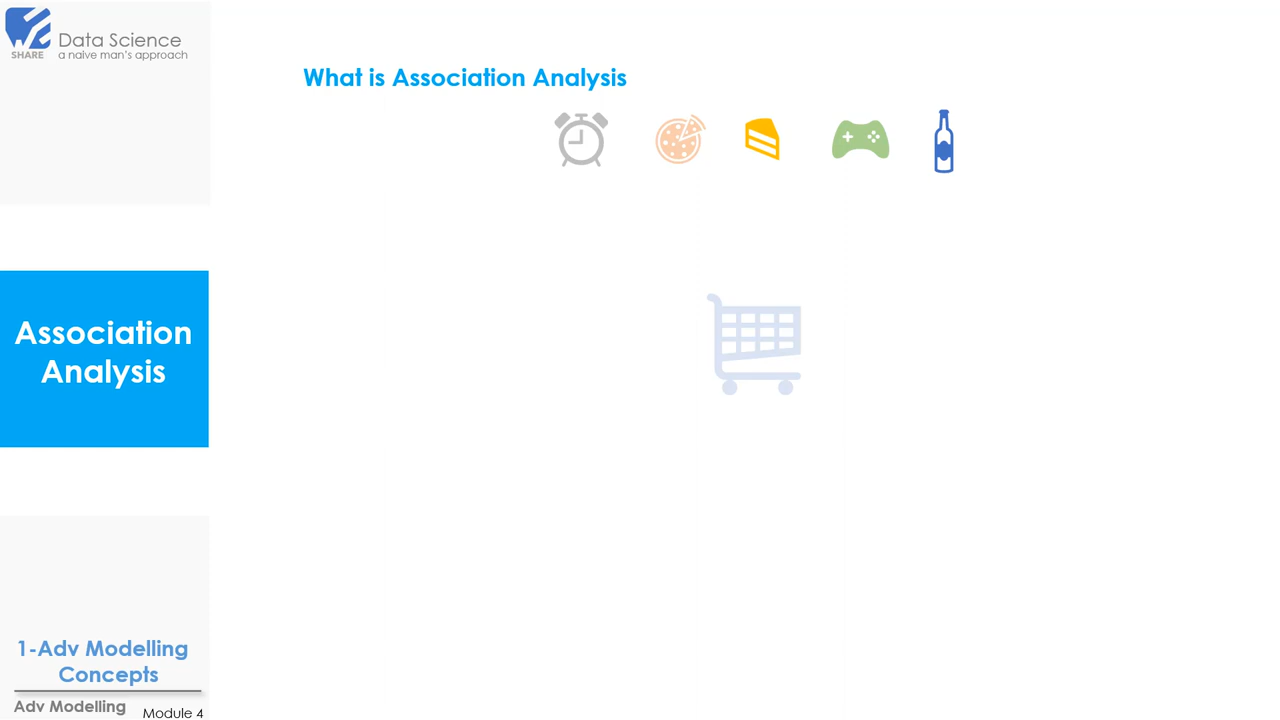 SHARE
Data Science
a naive man's approach
What is Association Analysis
Association
Analysis
1-Adv Modelling
Concepts
Adv Modelling
Module 4